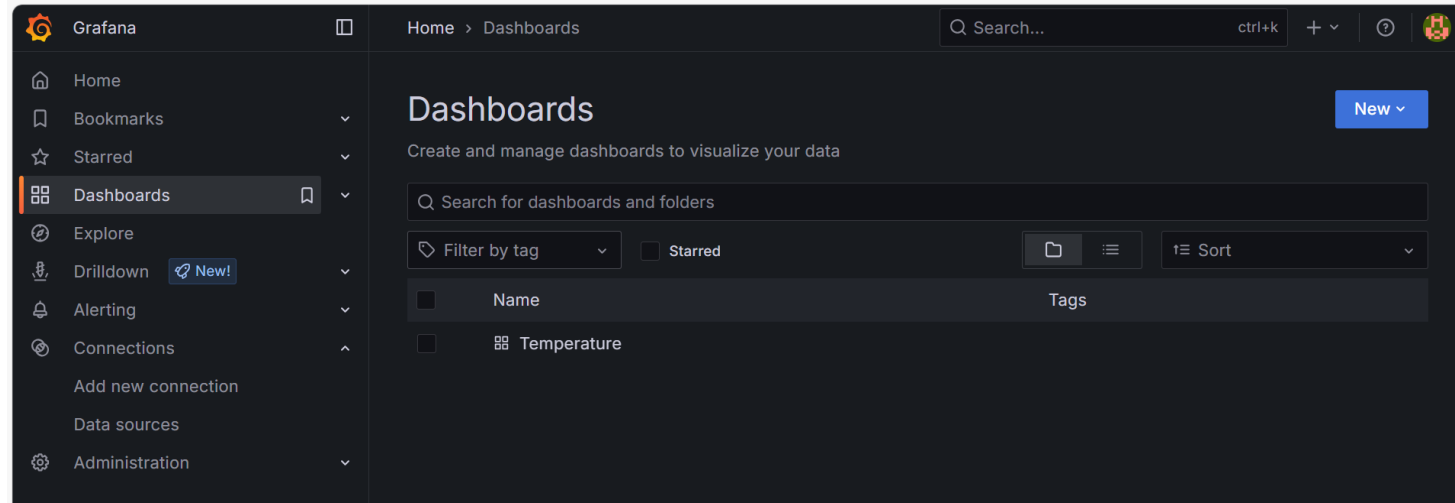 Grafana
Home › Dashboards
Search...
ctrl+k
Home
Bookmarks
Starred
Dashboards
Explore
Drilldown
New!
Alerting
Connections
Add new connection
Data sources
Administration
Dashboards
New
Create and manage dashboards to visualize your data
Search for dashboards and folders
Filter by tag
Starred
Sort
Name
Tags
Temperature